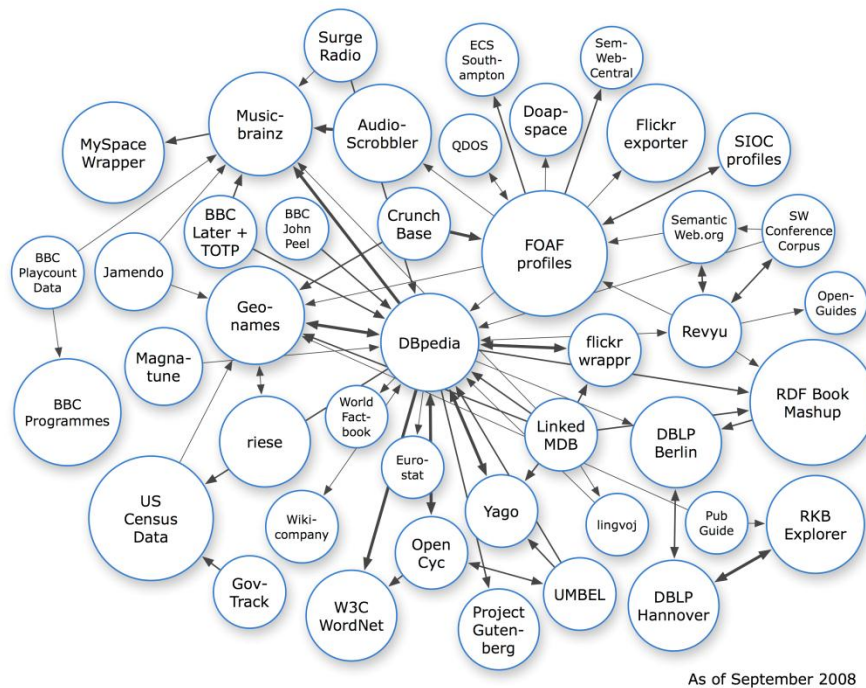 Surge
Radio
ECS
South-
ampton
Sem-
Web-
Central
Music-
brainz
Audio-
Scrobbler
Doap-
space
Flickr
exporter
MySpace
Wrapper
QDOS
SIOC
profiles
BBC
Later +
TOTP
BBC
John
Peel
Crunch
Base
FOAF
profiles
Semantic
Web.org
SW
Conference
Corpus
BBC
Playcount
Data
Jamendo
Geo-
names
DBpedia
Revyu
Open-
Guides
Magna-
tune
flickr
wrappr
BBC
Programmes
World
Fact-
book
RDF Book
Mashup
riese
Linked
MDB
DBLP
Berlin
Euro-
stat
US
Census
Data
Wiki-
company
Yago
lingvoj
Pub
Guide
RKB
Explorer
Open
Cyc
Gov-
Track
W3C
WordNet
Project
Guten-
berg
UMBEL
DBLP
Hannover
As of September 2008